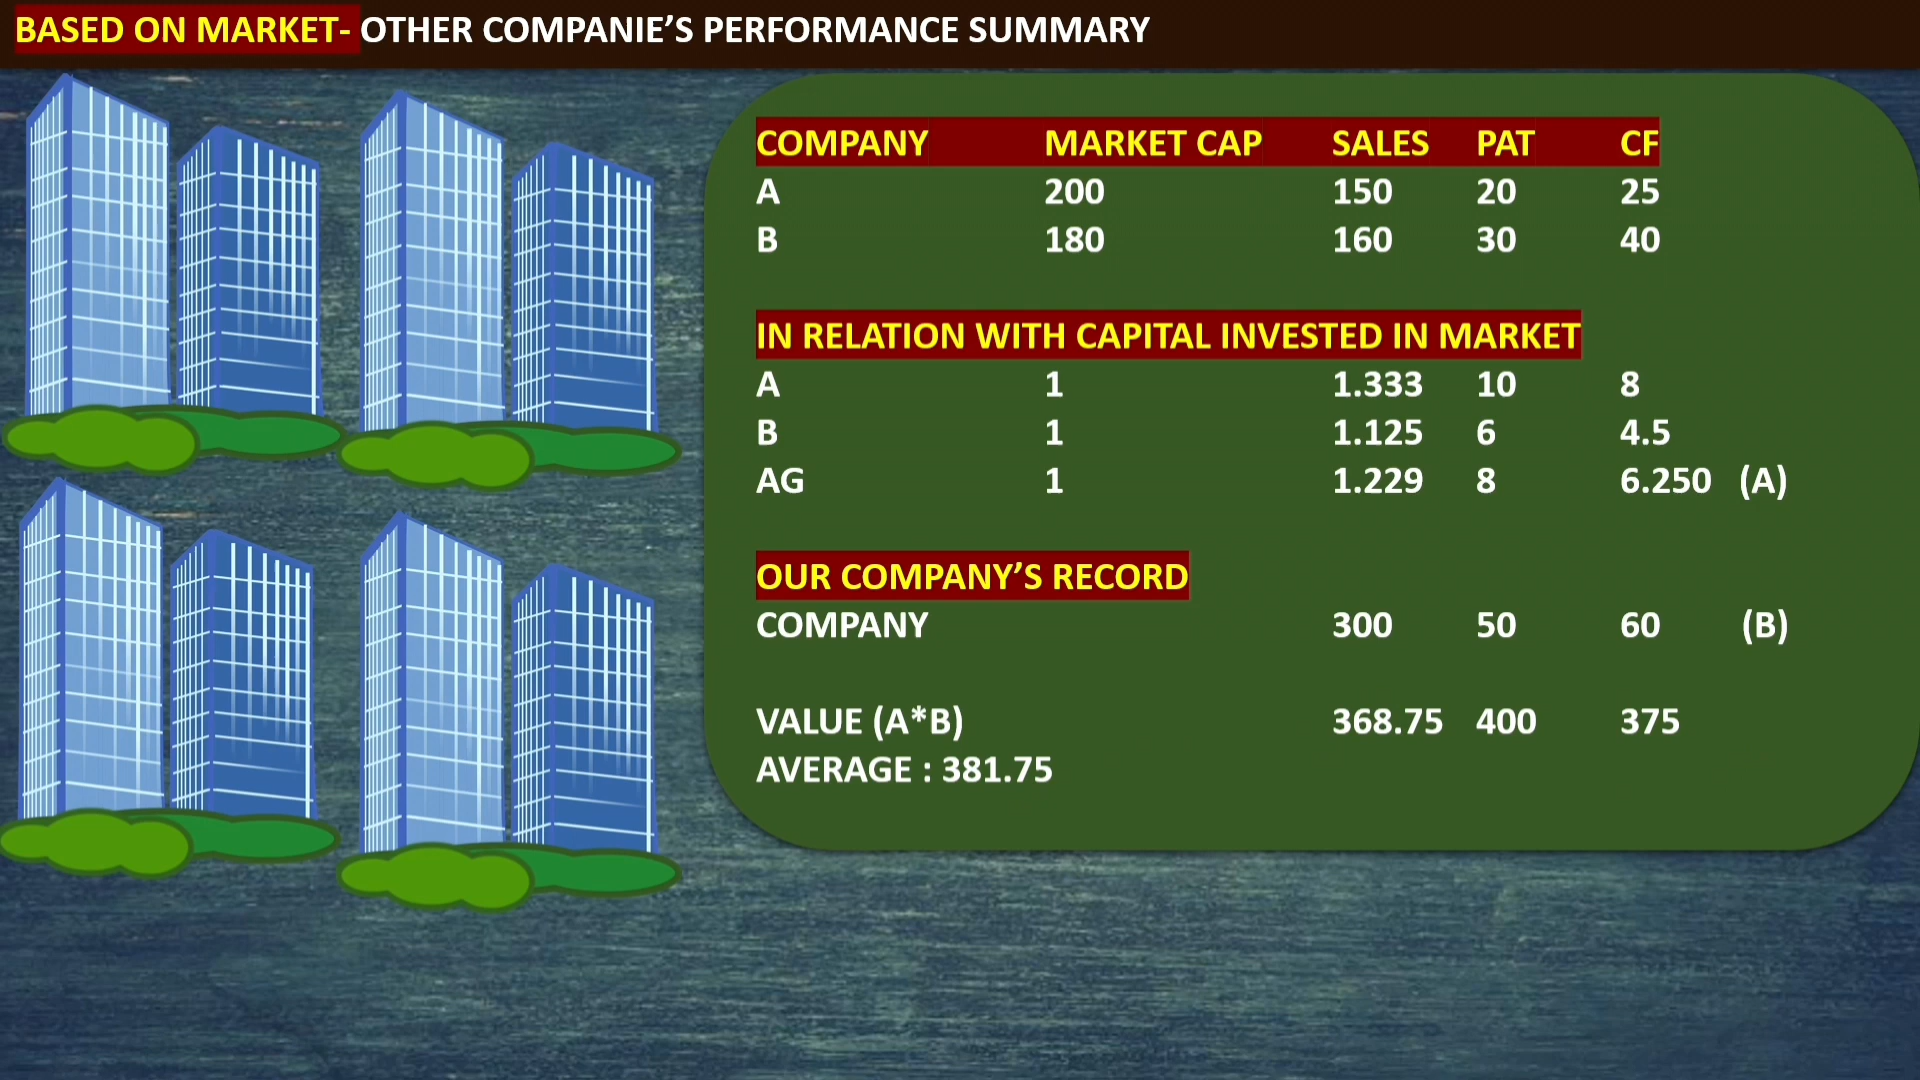 BASED ON MARKET- OTHER COMPANIE’S PERFORMANCE SUMMARY
COMPANY MARKET CAP SALES PAT CF
A 200 150 20 25
B 180 160 30 40
IN RELATION WITH CAPITAL INVESTED IN MARKET
A 1 1.333 10 8
B 1 1.125 6 4.5
AG 1 1.229 8 6.250 (A)
OUR COMPANY’S RECORD
COMPANY 300 50 60 (B)
VALUE (A*B) 368.75 400 375
AVERAGE : 381.75